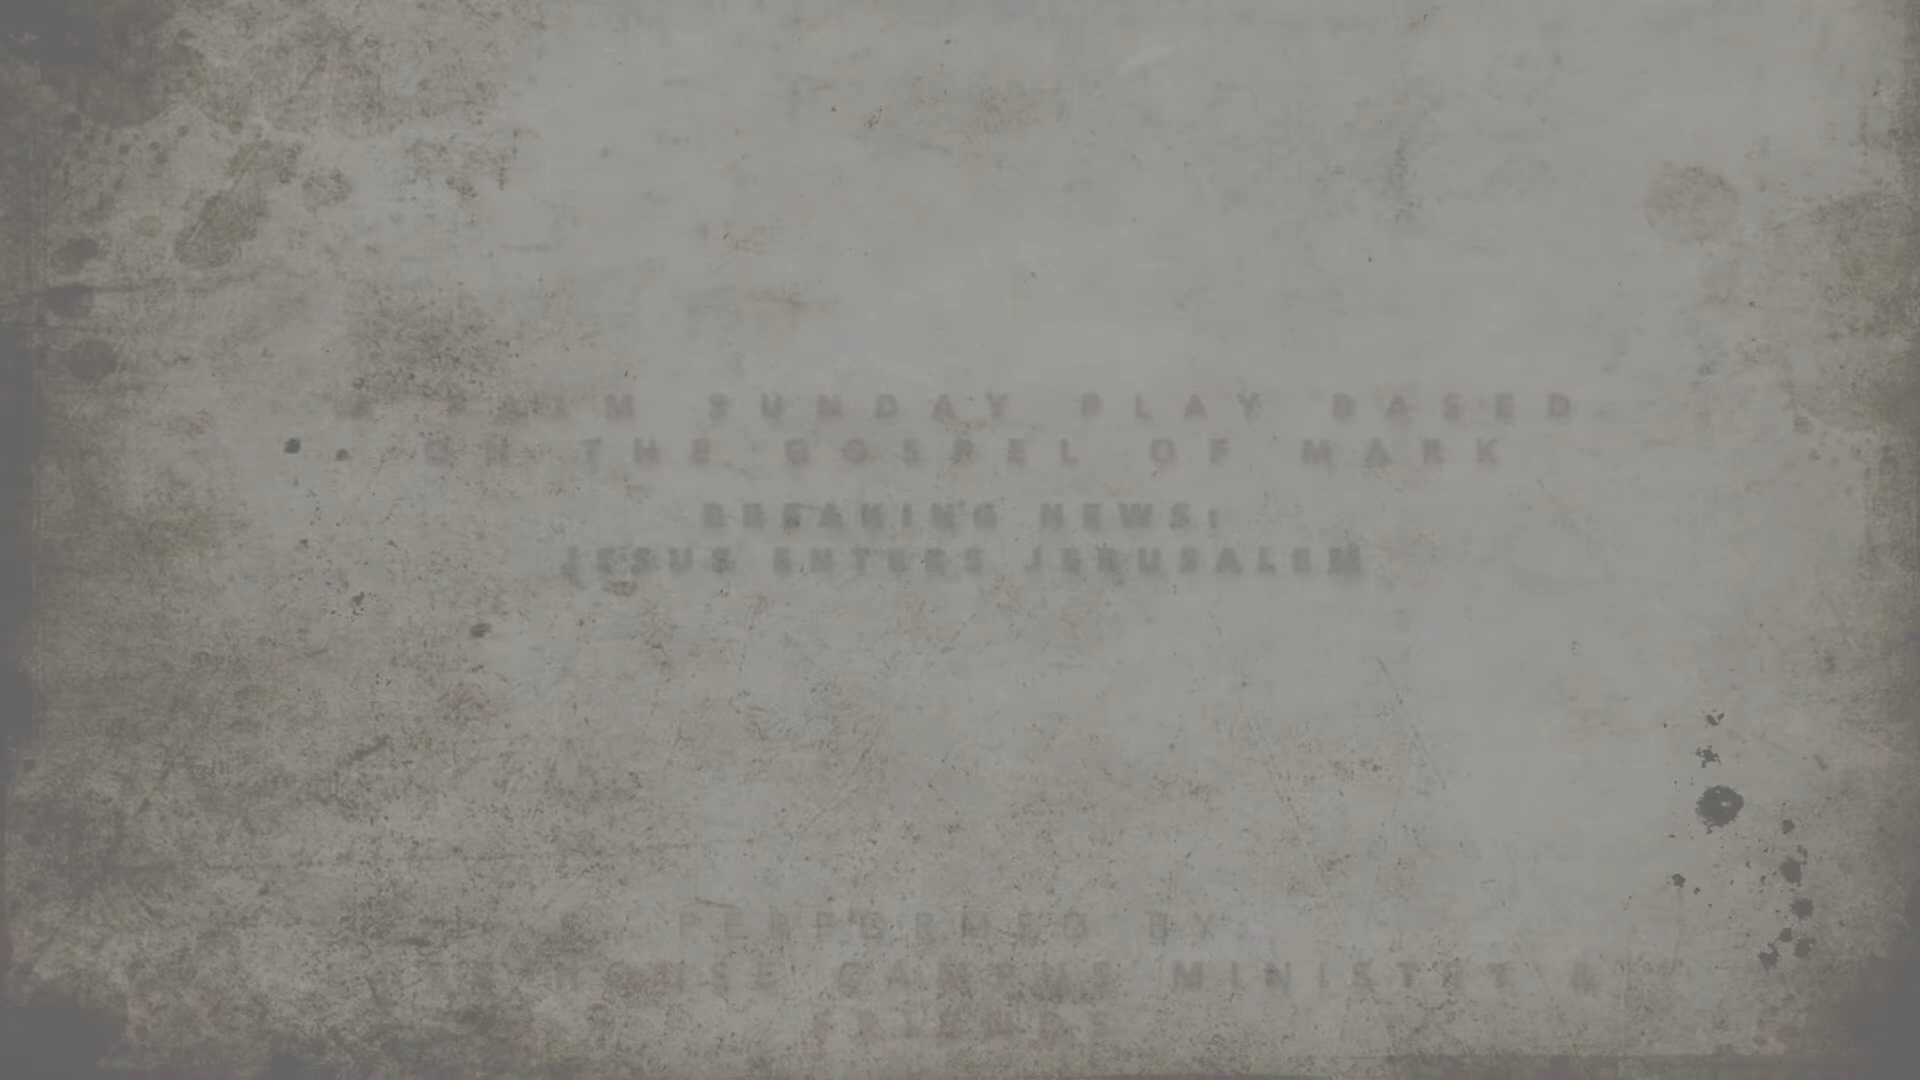 A PALM SUNDAY PLAY BASED
ON THE GOSPEL OF MARK
BREAKING NEWS:
JESUS ENTERS JERUSALEM
PERFORMED BY
HOUSE CAMPUS MINISTRY &
FRIENDS